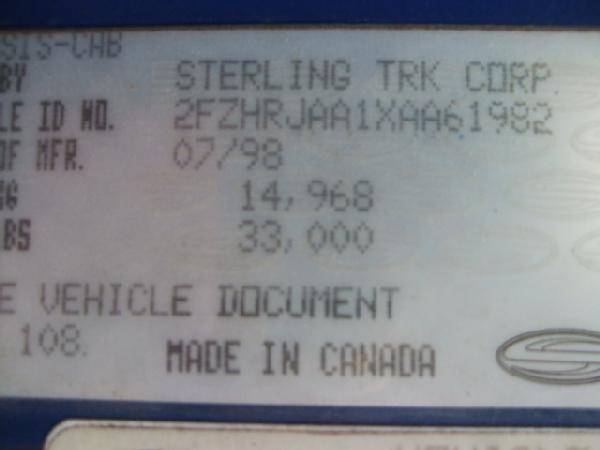 SIS-CAB
BY STERLING TRK CORP.
LE ID NO. 2FZHRJAA1XAA61982
OF MFR. 07/98
KG 14,968
BS 33,000
E VEHICLE DOCUMENT
108. MADE IN CANADA